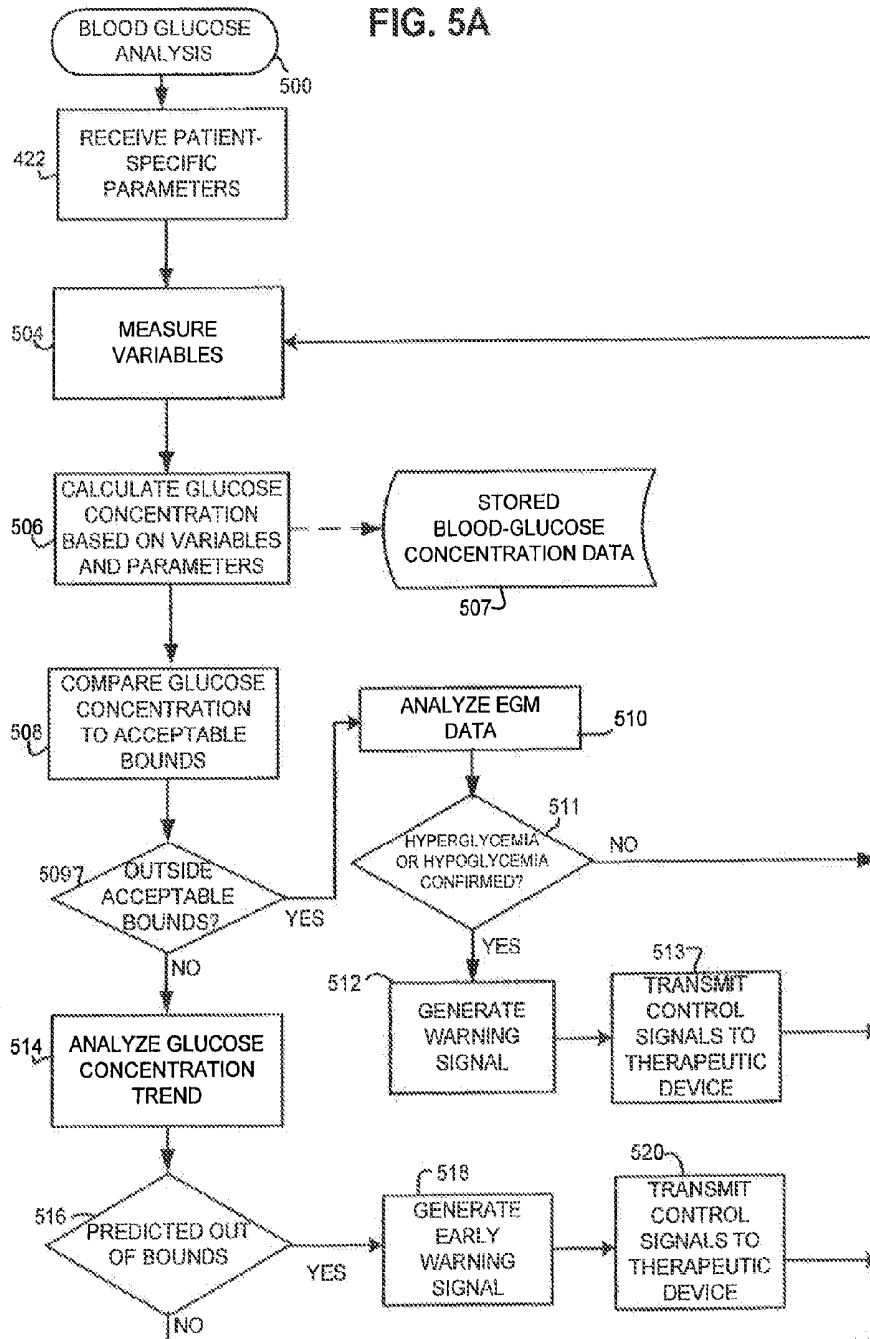 FIG. 5A
BLOOD GLUCOSE
ANALYSIS
500
RECEIVE PATIENT-
SPECIFIC
PARAMETERS
422
MEASURE
VARIABLES
504
CALCULATE GLUCOSE
CONCENTRATION
BASED ON VARIABLES
AND PARAMETERS
506
STORED
BLOOD-GLUCOSE
CONCENTRATION DATA
507
COMPARE GLUCOSE
CONCENTRATION
TO ACCEPTABLE
BOUNDS
508
ANALYZE EGM
DATA
510
OUTSIDE
ACCEPTABLE
BOUNDS?
509
YES
NO
HYPERGLYCEMIA
OR HYPOGLYCEMIA
CONFIRMED?
511
NO
YES
GENERATE
WARNING
SIGNAL
512
TRANSMIT
CONTROL
SIGNALS TO
THERAPEUTIC
DEVICE
513
ANALYZE GLUCOSE
CONCENTRATION
TREND
514
PREDICTED OUT
OF BOUNDS
516
YES
NO
GENERATE
EARLY
WARNING
SIGNAL
518
TRANSMIT
CONTROL
SIGNALS TO
THERAPEUTIC
DEVICE
520